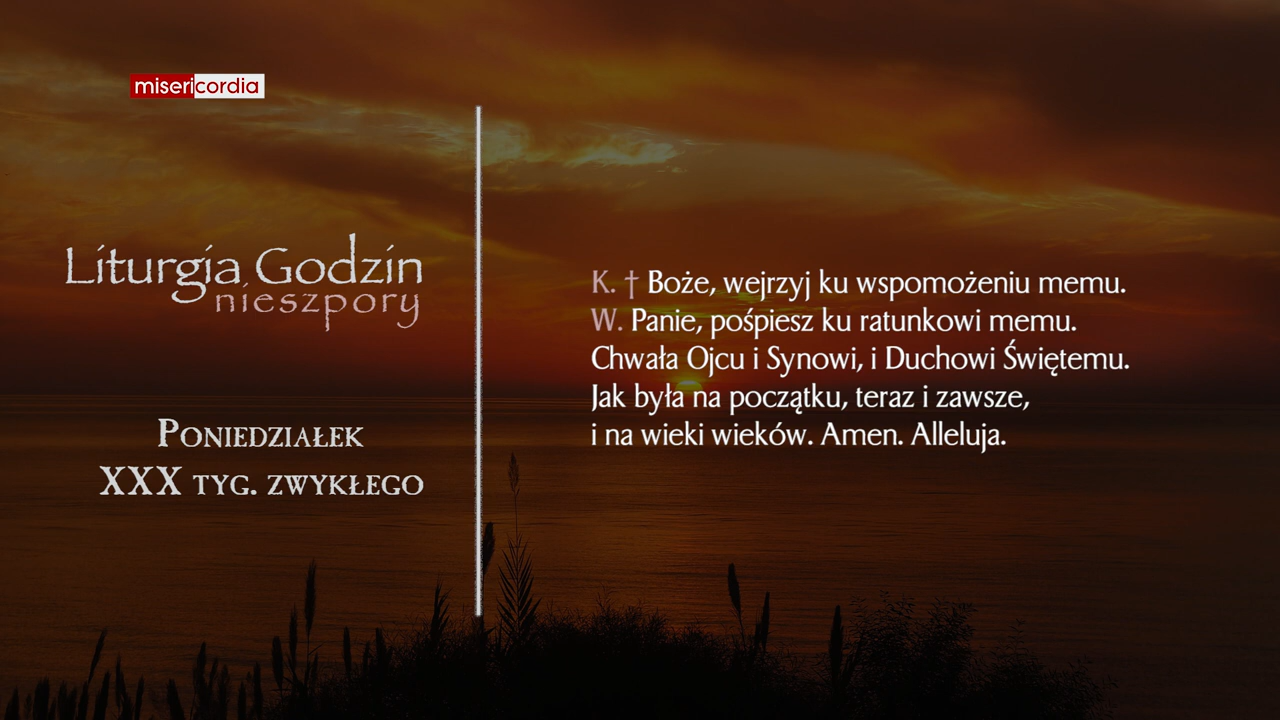 misericordia
Liturgia Godzin
nieszpory
Poniedziałek
XXX tyg. zwykłego
K. † Boże, wejrzyj ku wspomożeniu memu.
W. Panie, pośpiesz ku ratunkowi memu.
Chwała Ojcu i Synowi, i Duchowi Świętemu.
Jak była na początku, teraz i zawsze,
i na wieki wieków. Amen. Alleluja.